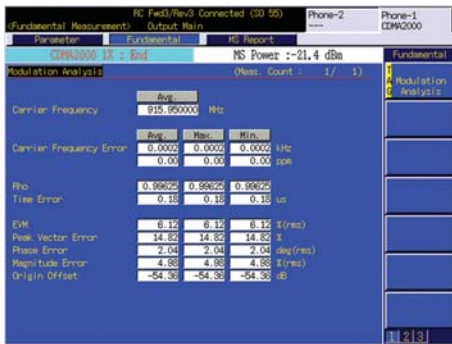 RC Fwd3/Rev3 Connected (SO 55)
<Fundamental Measurement> Output Main
Phone-2
----
Phone-1
CDMA2000
Parameter Fundamental MS Report
CDMA2000 1X : End MS Power :-21.4 dBm
Fundamental
Modulation Analysis (Meas. Count : 1/ 1)
TAG Modulation Analysis
Avg.
Carrier Frequency 915.950000 MHz
Avg. Max. Min.
Carrier Frequency Error 0.0002 0.0002 0.0002 kHz
0.00 0.00 0.00 ppm
Rho 0.99625 0.99625 0.99625
Time Error 0.18 0.18 0.18 us
EVM 6.12 6.12 6.12 %(rms)
Peak Vector Error 14.82 14.82 14.82 %
Phase Error 2.04 2.04 2.04 deg(rms)
Magnitude Error 4.98 4.98 4.98 %(rms)
Origin Offset -54.36 -54.36 -54.36 dB
1 2 3